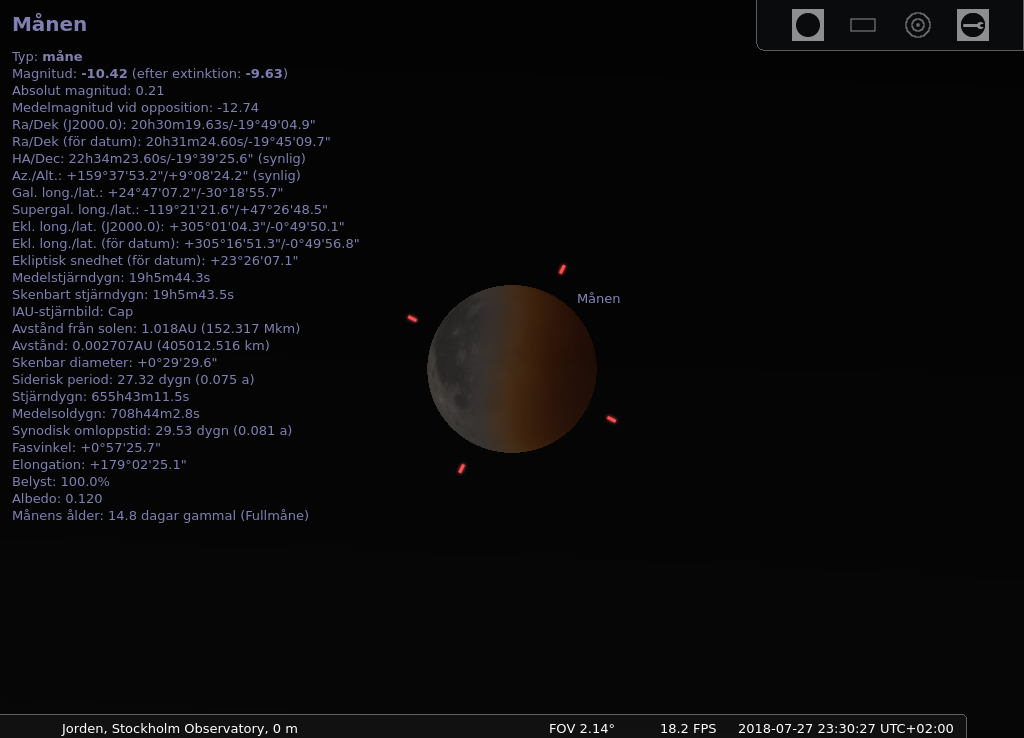 Månen
Typ: måne
Magnitud: -10.42 (efter extinktion: -9.63)
Absolut magnitud: 0.21
Medelmagnitud vid opposition: -12.74
Ra/Dek (J2000.0): 20h30m19.63s/-19°49'04.9"
Ra/Dek (för datum): 20h31m24.60s/-19°45'09.7"
HA/Dec: 22h34m23.60s/-19°39'25.6" (synlig)
Az./Alt.: +159°37'53.2"/+9°08'24.2" (synlig)
Gal. long./lat.: +24°47'07.2"/-30°18'55.7"
Supergal. long./lat.: -119°21'21.6"/+47°26'48.5"
Ekl. long./lat. (J2000.0): +305°01'04.3"/-0°49'50.1"
Ekl. long./lat. (för datum): +305°16'51.3"/-0°49'56.8"
Ekliptisk snedhet (för datum): +23°26'07.1"
Medelstjärndygn: 19h5m44.3s
Skenbart stjärndygn: 19h5m43.5s
IAU-stjärnbild: Cap
Avstånd från solen: 1.018AU (152.317 Mkm)
Avstånd: 0.002707AU (405012.516 km)
Skenbar diameter: +0°29'29.6"
Siderisk period: 27.32 dygn (0.075 a)
Stjärndygn: 655h43m11.5s
Medelsoldygn: 708h44m2.8s
Synodisk omloppstid: 29.53 dygn (0.081 a)
Fasvinkel: +0°57'25.7"
Elongation: +179°02'25.1"
Belyst: 100.0%
Albedo: 0.120
Månens ålder: 14.8 dagar gammal (Fullmåne)
Månen
Jorden, Stockholm Observatory, 0 m FOV 2.14° 18.2 FPS 2018-07-27 23:30:27 UTC+02:00